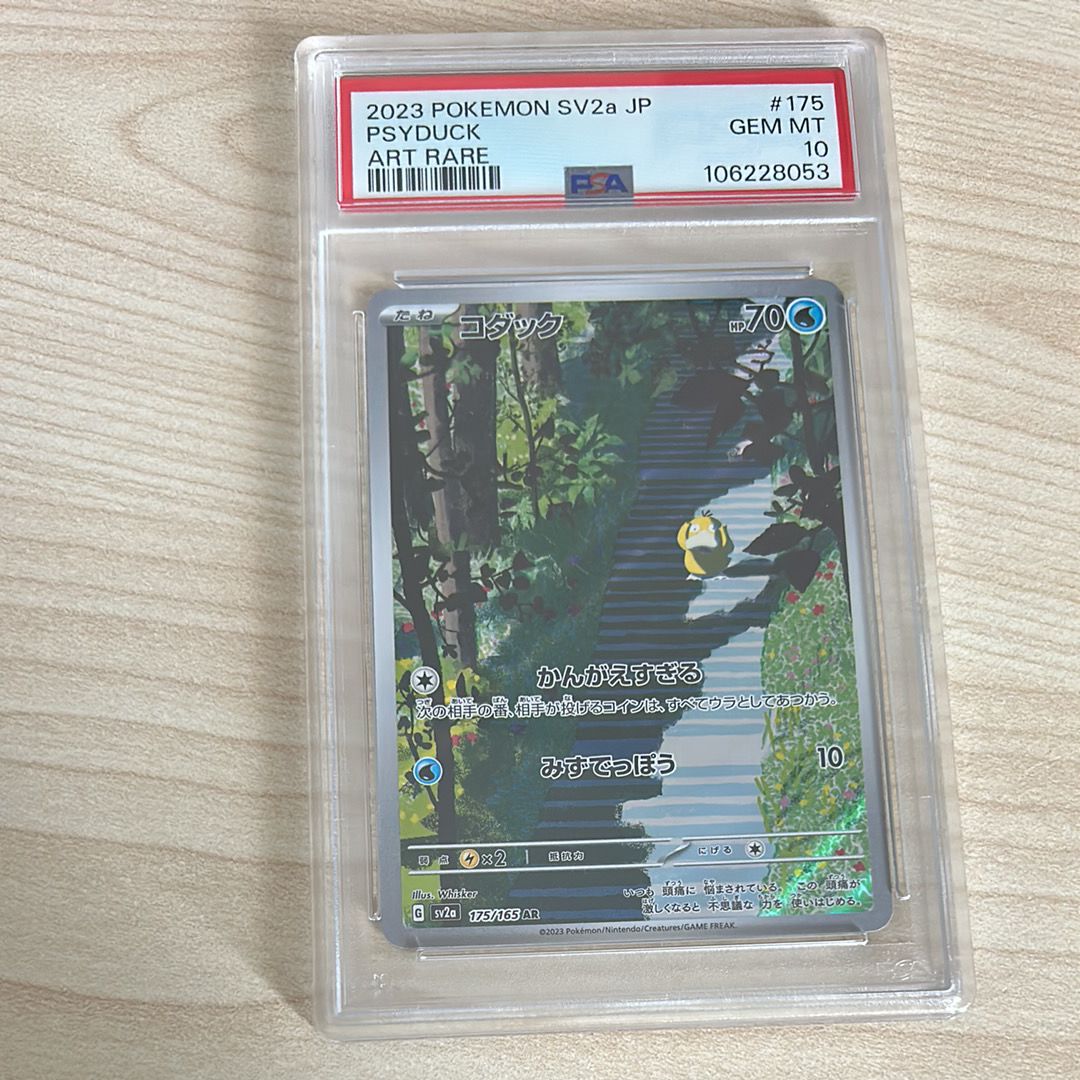 2023 POKEMON SV2a JP #175
PSYDUCK GEM MT
ART RARE 10
PSA 106228053
たね コダック HP70
かんがえすぎる
次の相手の番、相手が投げるコインは、すべてウラとしてあつかう。
みずでっぽう 10
弱点 ×2 抵抗力 にげる
Illus. Whisker
いつも 頭痛に 悩まされている。 この 頭痛が
激しくなると 不思議な 力を 使いはじめる。
G sv2a 175/165 AR
©2023 Pokémon/Nintendo/Creatures/GAME FREAK.